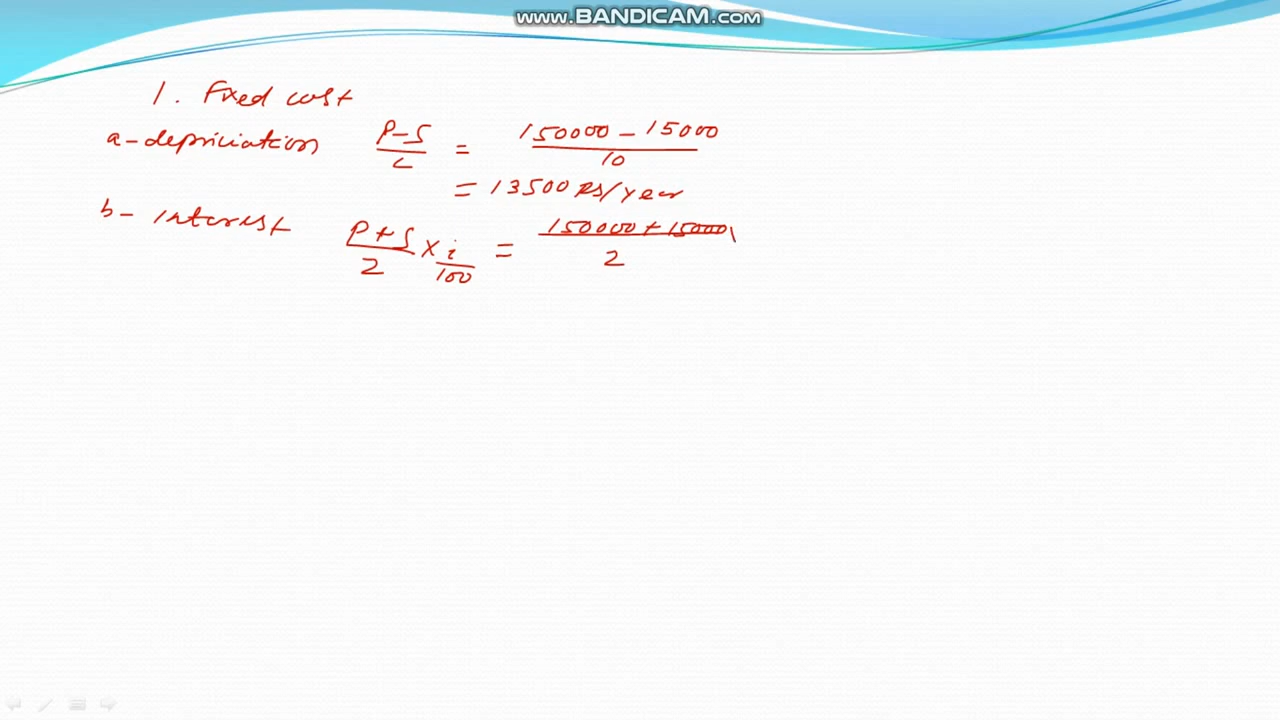 www.BANDICAM.com
1. Fixed cost
a - depriciation P-S/L = 150000 - 15000/10
= 13500 RS/year
b - interest P+S/2 x i/100 = 150000 + 15000/2